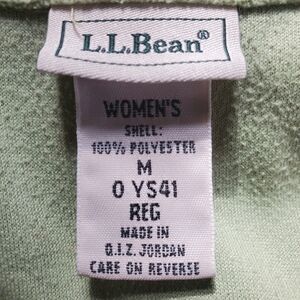 L.L.Bean®
WOMEN'S
SHELL:
100% POLYESTER
M
0 YS41
REG
MADE IN
Q.I.Z. JORDAN
CARE ON REVERSE